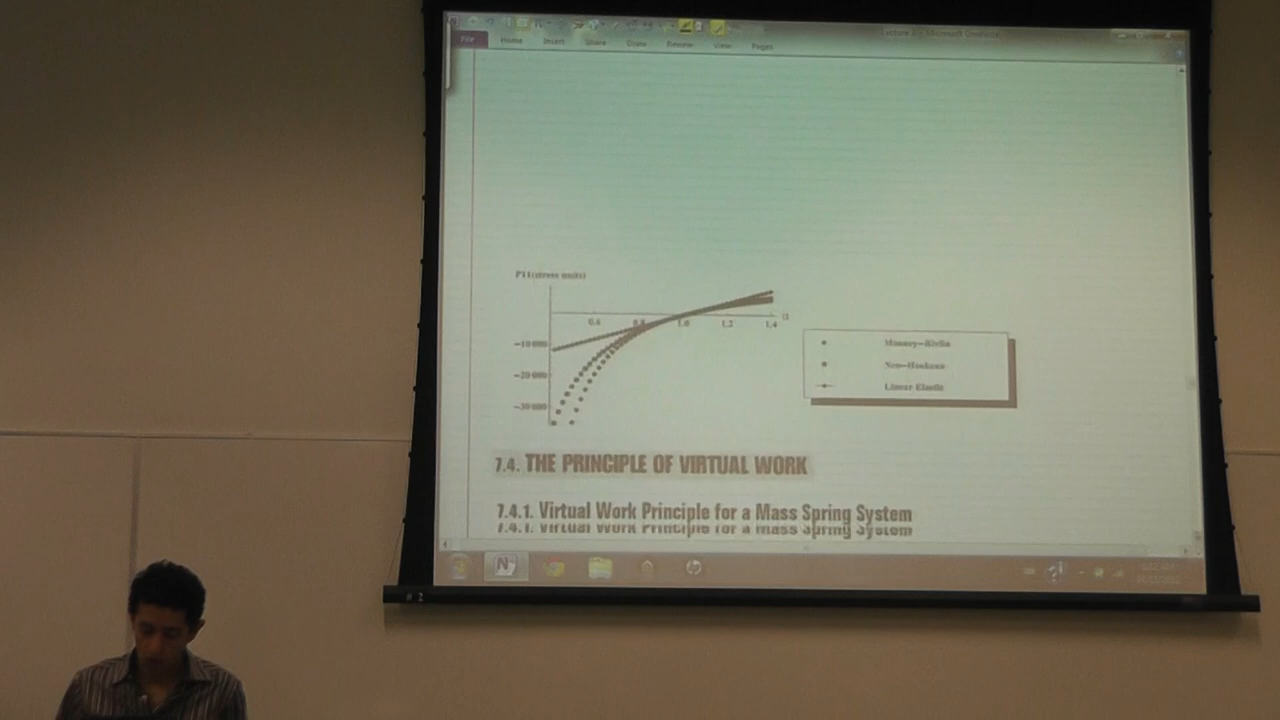 File Home Insert Share Draw Review View Pages
Microsoft OneNote
P11(stress units)
0.6 0.8 1.0 1.2 1.4
-10 000
-20 000
-30 000
Mooney-Rivlin
Neo-Hookean
Linear Elastic
7.4. THE PRINCIPLE OF VIRTUAL WORK
7.4.1. Virtual Work Principle for a Mass Spring System
7.4.1. Virtual Work Principle for a Mass Spring System
# 2